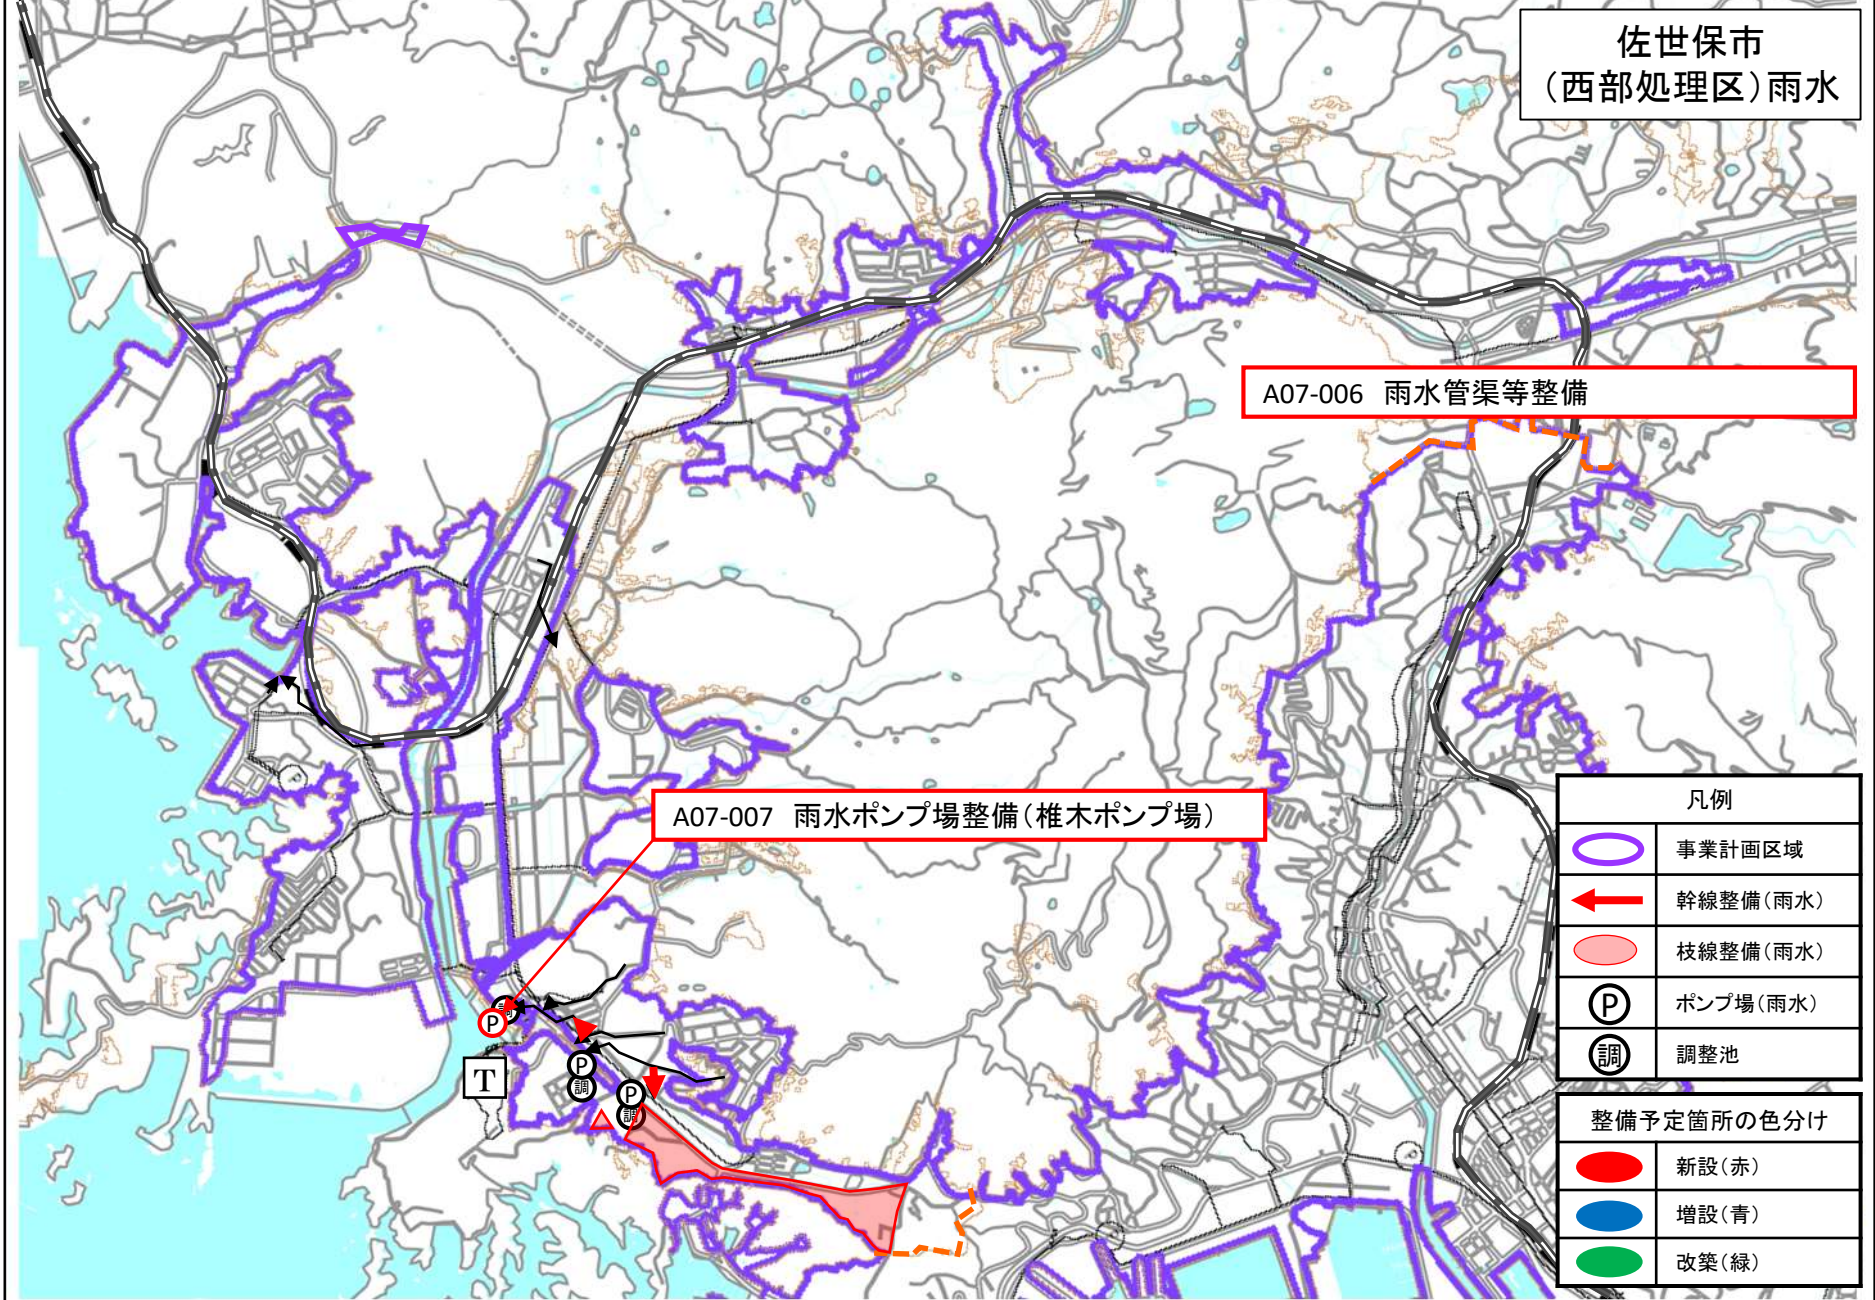 佐世保市
（西部処理区）雨水
A07-006 雨水管渠等整備
A07-007 雨水ポンプ場整備（椎木ポンプ場）
調
P
P
調
P
調
T
凡例
事業計画区域
幹線整備（雨水）
枝線整備（雨水）
P ポンプ場（雨水）
調 調整池
整備予定箇所の色分け
新設（赤）
増設（青）
改築（緑）